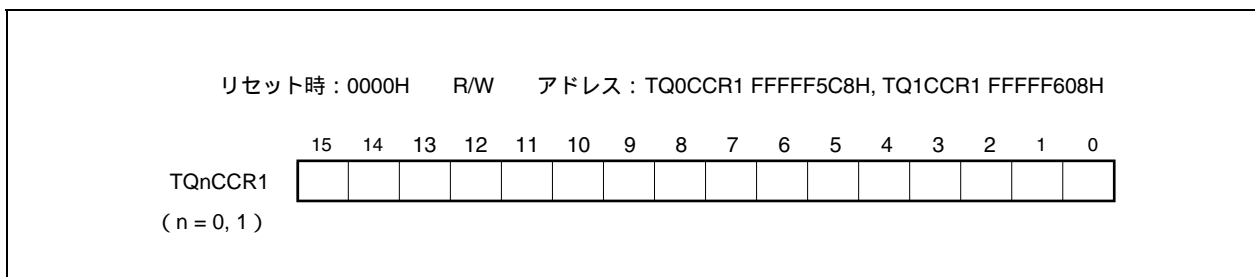 リセット時：0000H R/W アドレス：TQ0CCR1 FFFFF5C8H, TQ1CCR1 FFFFF608H
15 14 13 12 11 10 9 8 7 6 5 4 3 2 1 0
TQnCCR1
（n = 0, 1）